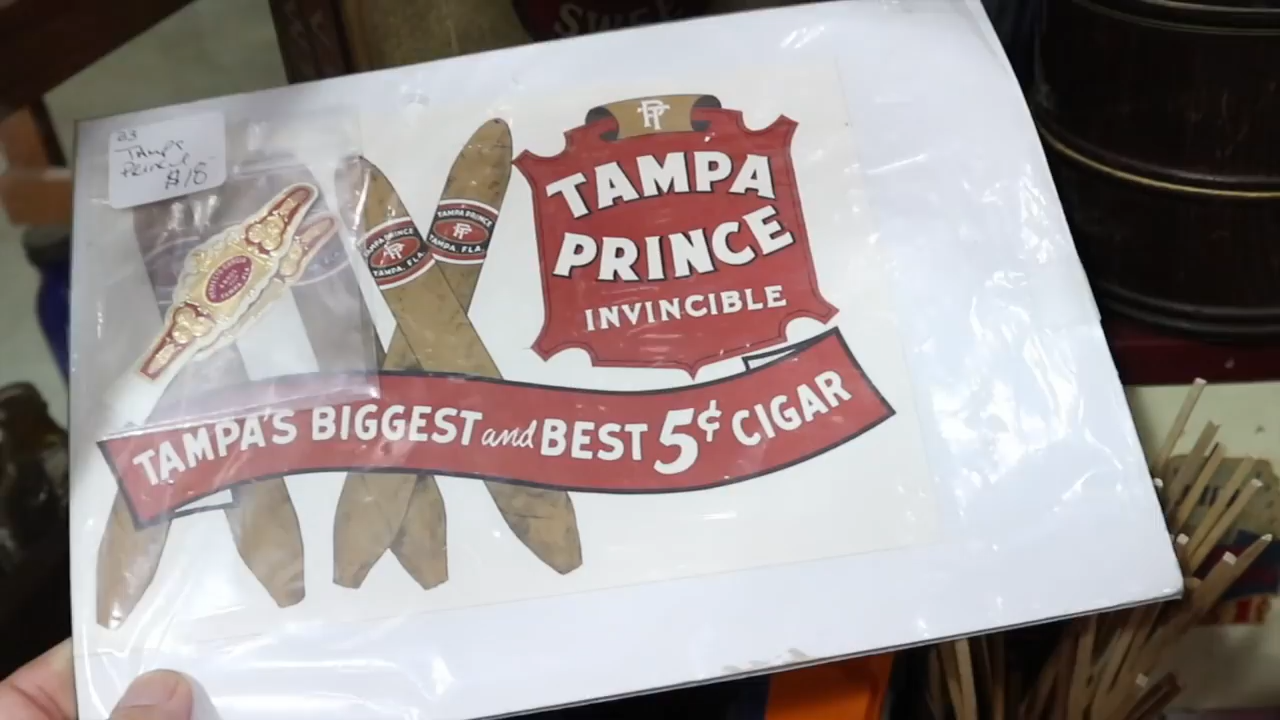 SWEET
23
Tampa
Prince
$18
TAMPA PRINCE
TAMPA, FLA.
TAMPA PRINCE
TAMPA, FLA.
TAMPA
PRINCE
INVINCIBLE
TAMPA'S BIGGEST and BEST 5¢ CIGAR